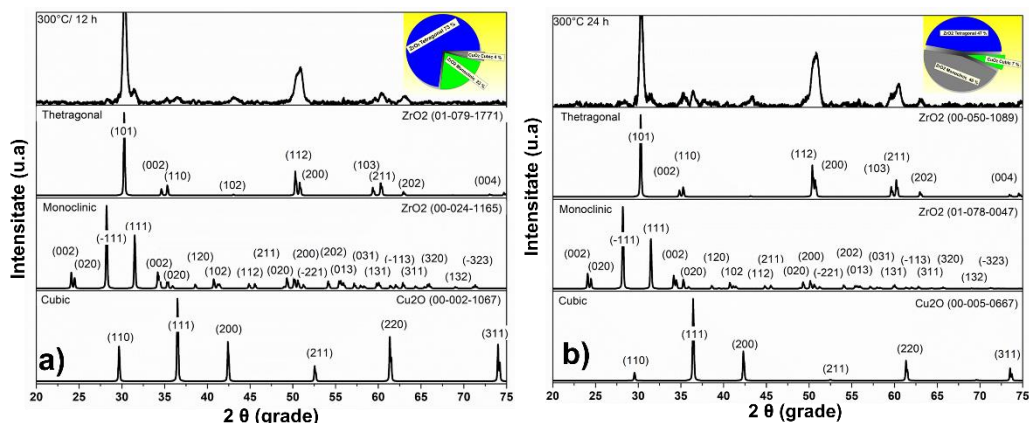 300°C/ 12 h
ZrO2 Tetragonal
CuO2 Cubic 4 %
ZrO2 Monoclinic
Thetragonal
ZrO2 (01-079-1771)
(101)
(002)
(110)
(102)
(112)
(200)
(103)
(211)
(202)
(004)
Monoclinic
ZrO2 (00-024-1165)
(002)
(020)
(-111)
(111)
(002)
(020)
(120)
(102)
(112)
(211)
(020)
(200)
(-221)
(202)
(013)
(031)
(131)
(-113)
(311)
(320)
(132)
(-323)
Cubic
Cu2O (00-002-1067)
(110)
(111)
(200)
(211)
(220)
(311)
a)
20 25 30 35 40 45 50 55 60 65 70 75
2 θ (grade)
Intensitate (u.a)
300°C 24 h
ZrO2 Tetragonal 47 %
CuO2 Cubic 7 %
ZrO2 Monoclinic
Thetragonal
ZrO2 (00-050-1089)
(101)
(002)
(110)
(112)
(200)
(103)
(211)
(202)
(004)
Monoclinic
ZrO2 (01-078-0047)
(002)
(020)
(-111)
(111)
(002)
(020)
(120)
(102
(112)
(211)
(020)
(200)
(-221)
(202)
(013)
(031)
(131)
(-113)
(311)
(320)
(132)
(-323)
Cubic
Cu2O (00-005-0667)
(110)
(111)
(200)
(211)
(220)
(311)
b)
20 25 30 35 40 45 50 55 60 65 70 75
2 θ (grade)
Intensitate (u.a)